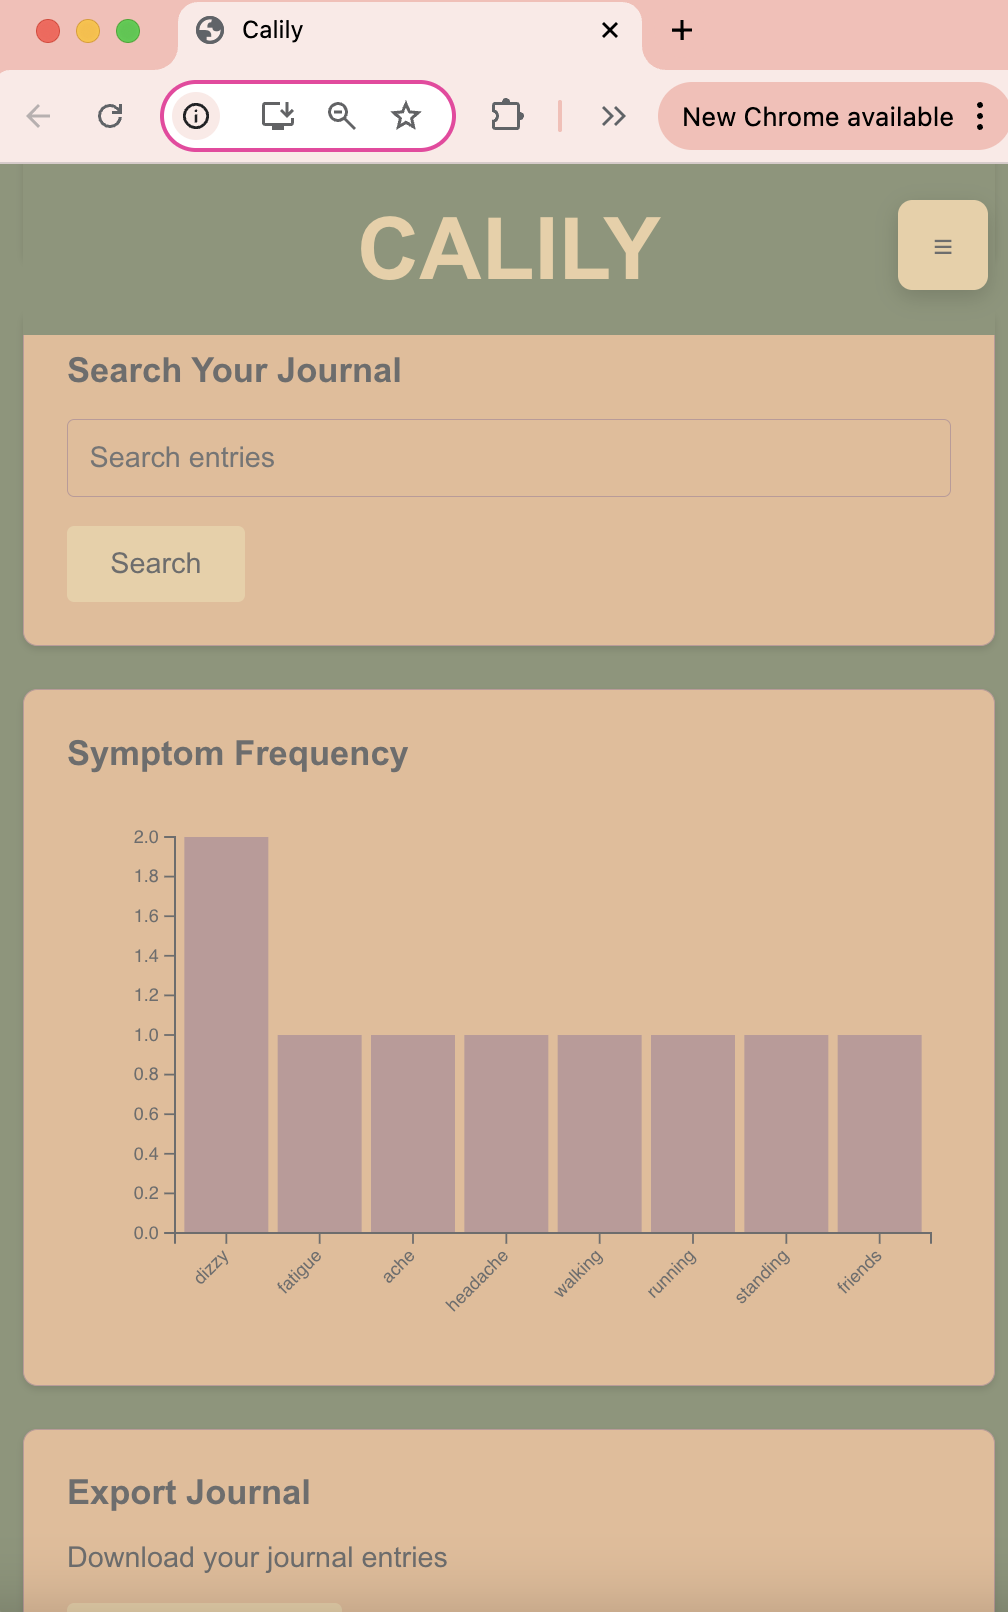 Calily
New Chrome available
CALILY
Search Your Journal
Search entries
Search
Symptom Frequency
2.0
1.8
1.6
1.4
1.2
1.0
0.8
0.6
0.4
0.2
0.0
dizzy
fatigue
ache
headache
walking
running
standing
friends
Export Journal
Download your journal entries